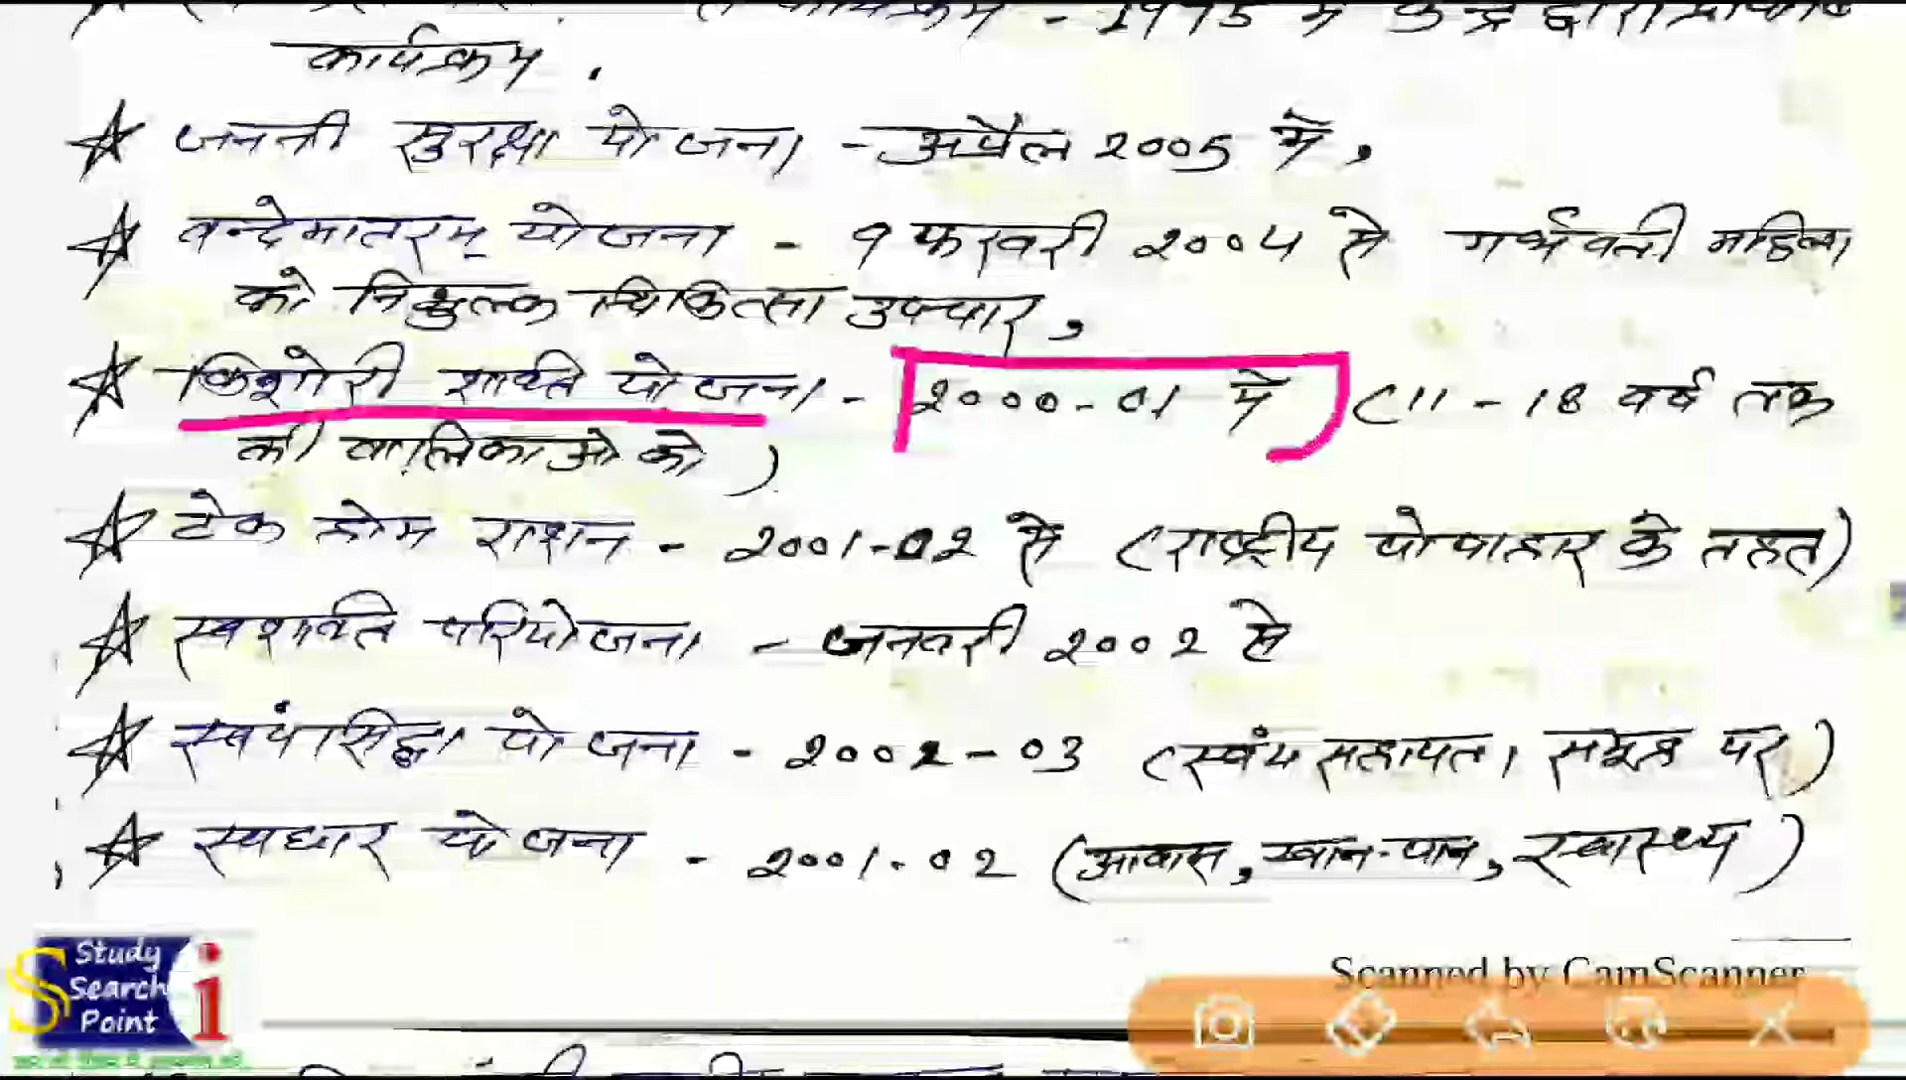 कार्यक्रम.
जननी सुरक्षा योजना - अप्रैल 2005 में,
वन्देमातरम् योजना - 9 फरवरी 2004 से गर्भवती महिला
को निशुल्क चिकित्सा उपचार,
किशोरी शक्ति योजना - 2000-01 में (11-18 वर्ष तक
की बालिकाओ को)
टेक होम राशन - 2001-02 से (राष्ट्रीय पोषाहार के तहत)
स्वशक्ति परियोजना - जनवरी 2002 से
स्वयंसिद्धा योजना - 2002-03 (स्वंय सहायता समूह पर)
स्वधार योजना - 2001-02 (आवास, खान-पान, स्वास्थ्य)
Study
Search
Point
Scanned by CamScanner